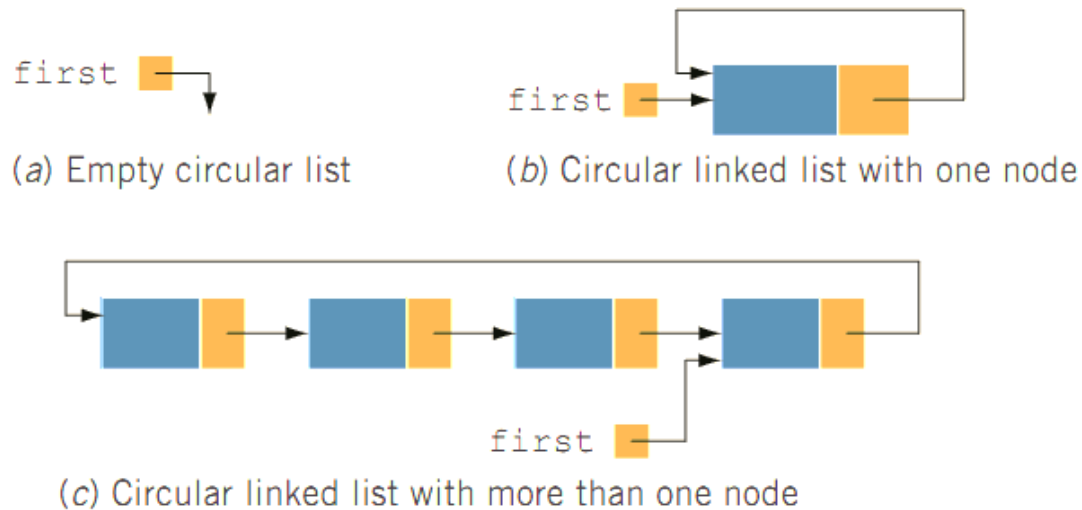 first
first
(a) Empty circular list
(b) Circular linked list with one node
first
(c) Circular linked list with more than one node